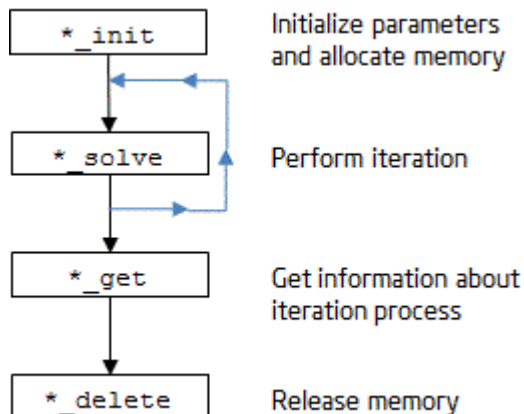 *_init
Initialize parameters
and allocate memory
*_solve
Perform iteration
*_get
Get information about
iteration process
*_delete
Release memory